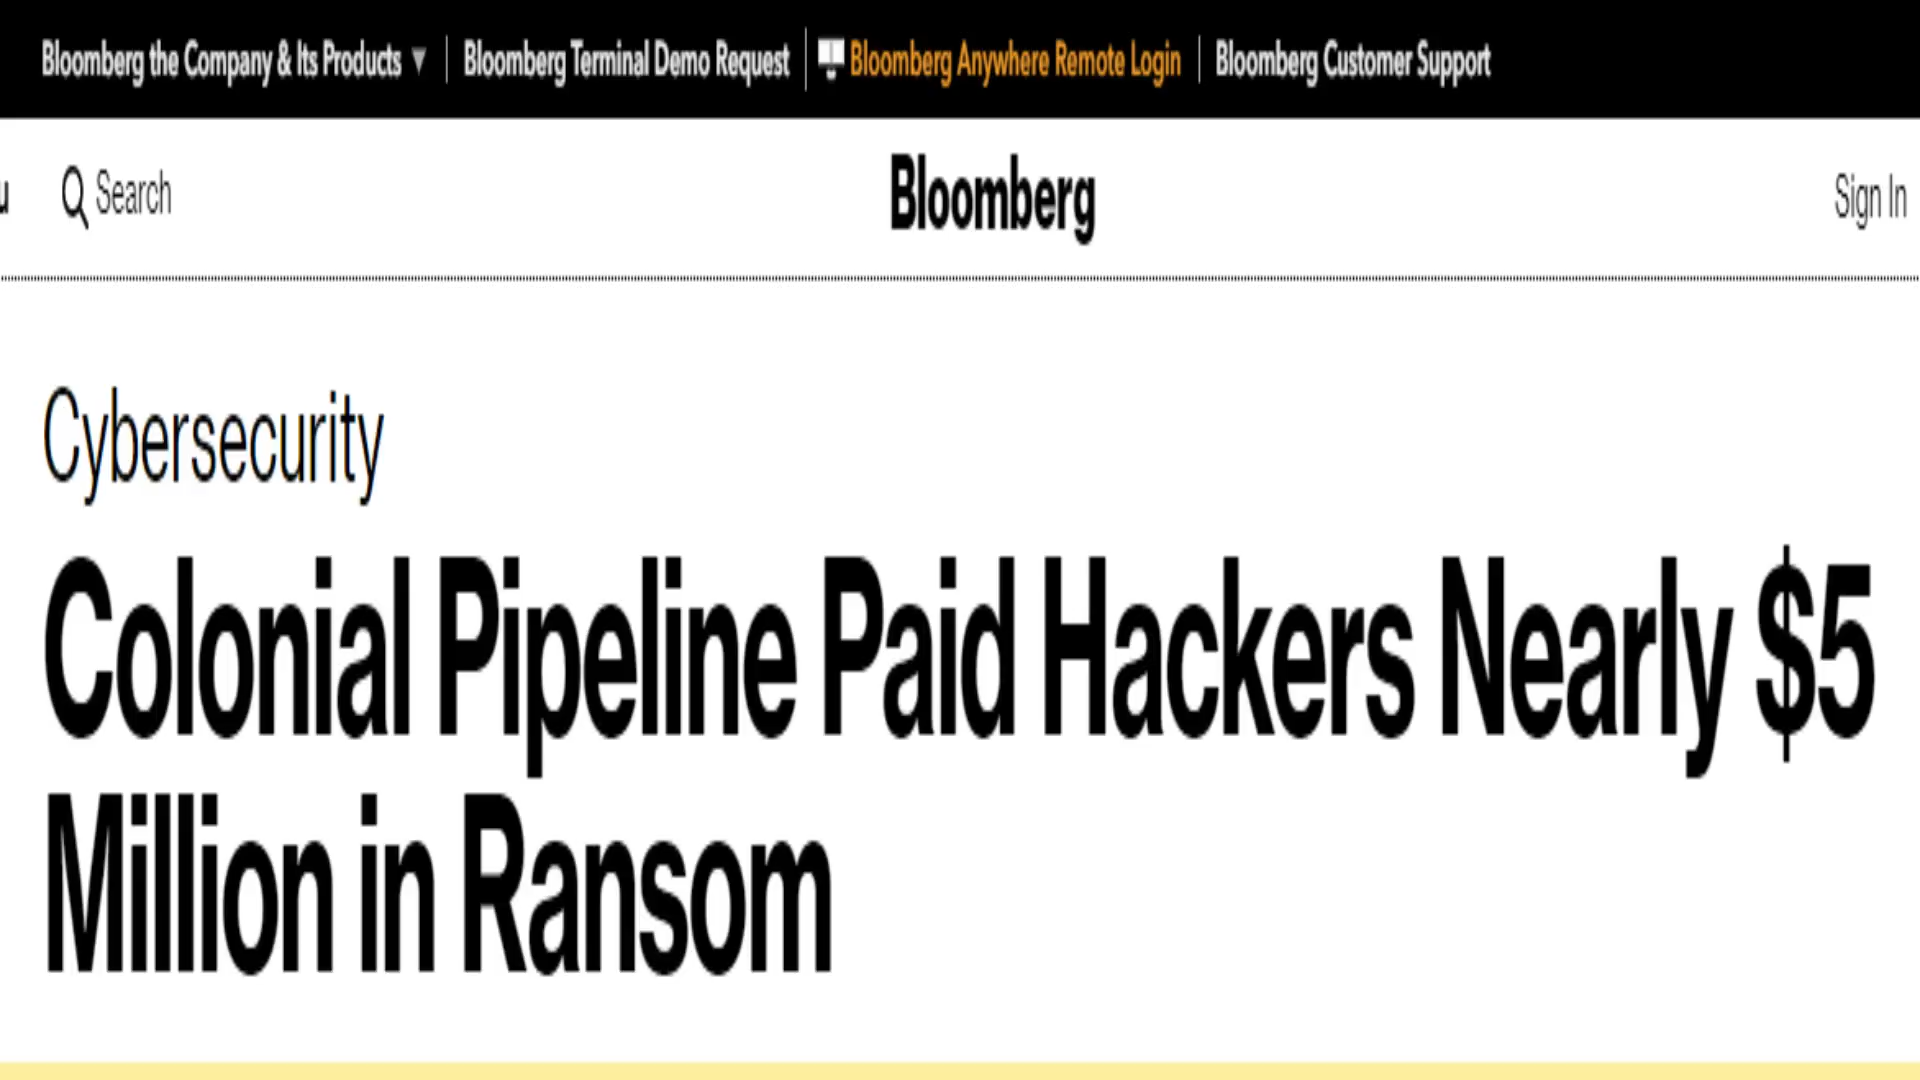 Bloomberg the Company & Its Products ▼ Bloomberg Terminal Demo Request Bloomberg Anywhere Remote Login Bloomberg Customer Support
Search Bloomberg Sign In
Cybersecurity
Colonial Pipeline Paid Hackers Nearly $5
Million in Ransom